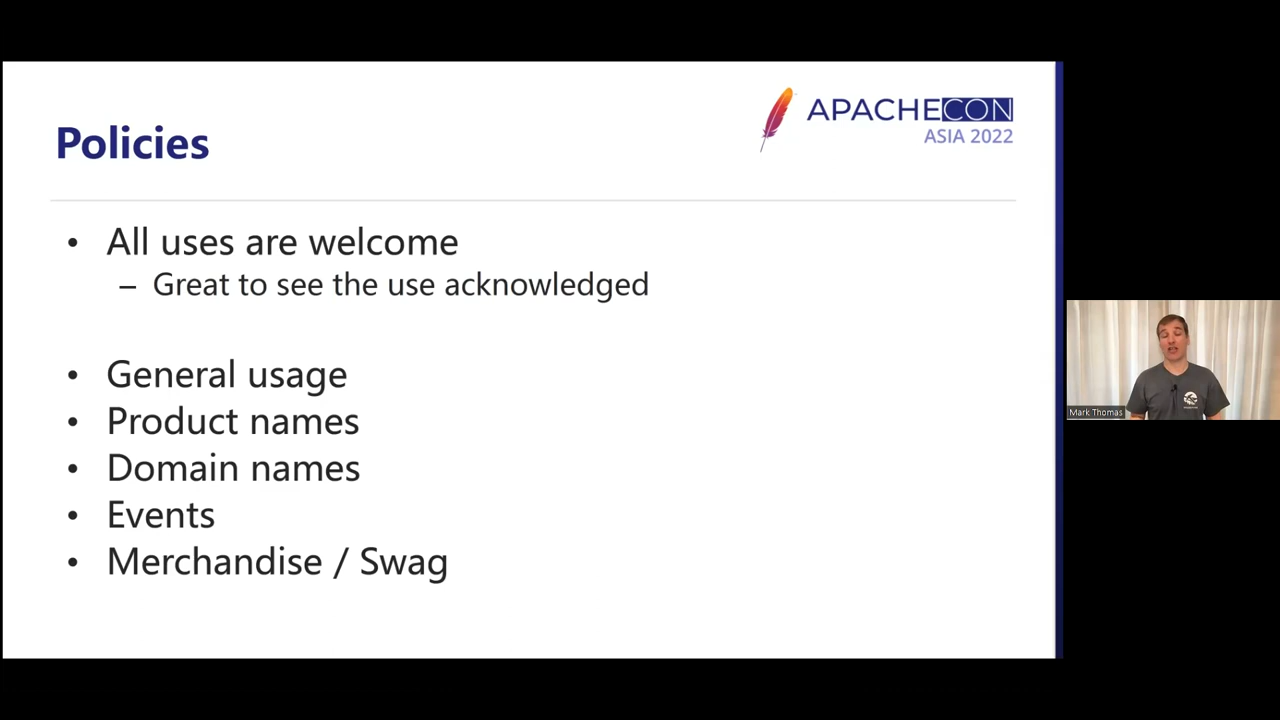 Policies
APACHECON
ASIA 2022
• All uses are welcome
– Great to see the use acknowledged
• General usage
• Product names
• Domain names
• Events
• Merchandise / Swag
Mark Thomas